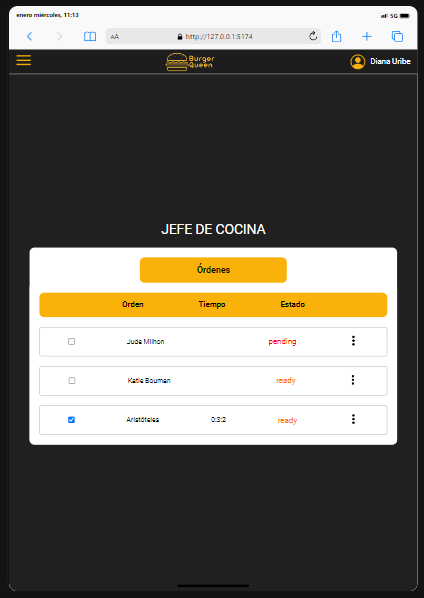 enero miércoles, 11:13
5G
AA
http://127.0.0.1:5174
Burger
Queen
Diana Uribe
JEFE DE COCINA
Órdenes
Orden Tiempo Estado
Jude Milhon pending
Katie Bouman ready
Aristóteles 0:3:2 ready